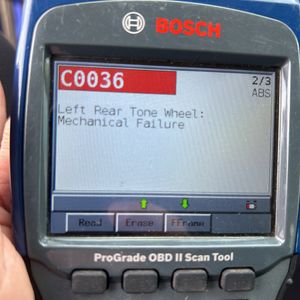 BOSCH
C0036
2/3
ABS
Left Rear Tone Wheel:
Mechanical Failure
Read Erase FFrame
ProGrade OBD II Scan Tool